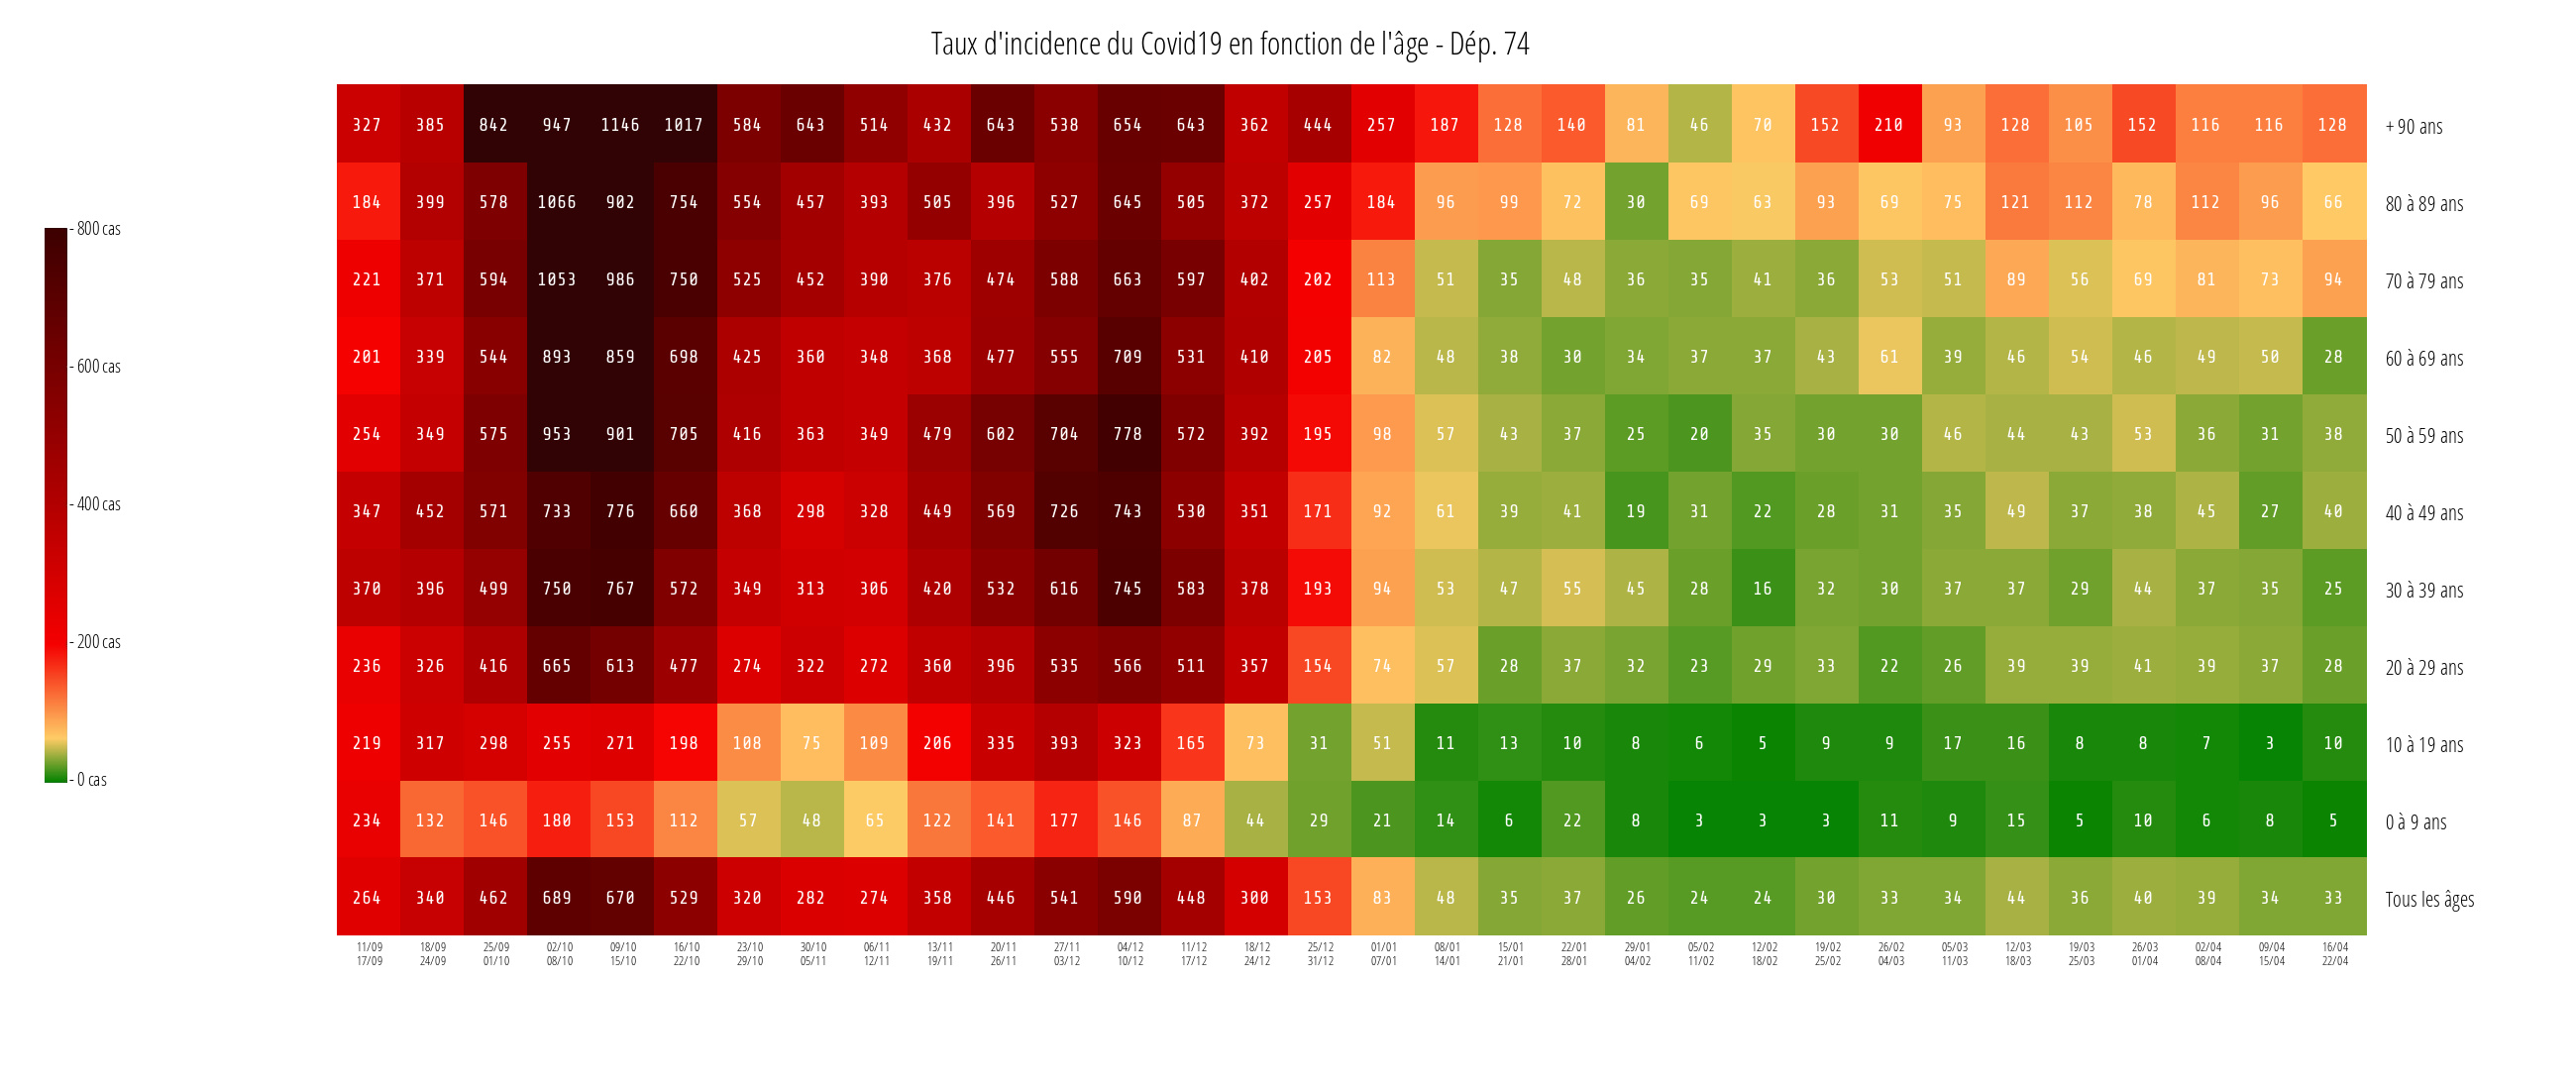 Taux d'incidence du Covid19 en fonction de l'âge - Dép. 74
- 800 cas
- 600 cas
- 400 cas
- 200 cas
- 0 cas
327 385 842 947 1146 1017 584 643 514 432 643 538 654 643 362 444 257 187 128 140 81 46 70 152 210 93 128 105 152 116 116 128 + 90 ans
184 399 578 1066 902 754 554 457 393 505 396 527 645 505 372 257 184 96 99 72 30 69 63 93 69 75 121 112 78 112 96 66 80 à 89 ans
221 371 594 1053 986 750 525 452 390 376 474 588 663 597 402 202 113 51 35 48 36 35 41 36 53 51 89 56 69 81 73 94 70 à 79 ans
201 339 544 893 859 698 425 360 348 368 477 555 709 531 410 205 82 48 38 30 34 37 37 43 61 39 46 54 46 49 50 28 60 à 69 ans
254 349 575 953 901 705 416 363 349 479 602 704 778 572 392 195 98 57 43 37 25 20 35 30 30 46 44 43 53 36 31 38 50 à 59 ans
347 452 571 733 776 660 368 298 328 449 569 726 743 530 351 171 92 61 39 41 19 31 22 28 31 35 49 37 38 45 27 40 40 à 49 ans
370 396 499 750 767 572 349 313 306 420 532 616 745 583 378 193 94 53 47 55 45 28 16 32 30 37 37 29 44 37 35 25 30 à 39 ans
236 326 416 665 613 477 274 322 272 360 396 535 566 511 357 154 74 57 28 37 32 23 29 33 22 26 39 39 41 39 37 28 20 à 29 ans
219 317 298 255 271 198 108 75 109 206 335 393 323 165 73 31 51 11 13 10 8 6 5 9 9 17 16 8 8 7 3 10 10 à 19 ans
234 132 146 180 153 112 57 48 65 122 141 177 146 87 44 29 21 14 6 22 8 3 3 3 11 9 15 5 10 6 8 5 0 à 9 ans
264 340 462 689 670 529 320 282 274 358 446 541 590 448 300 153 83 48 35 37 26 24 24 30 33 34 44 36 40 39 34 33 Tous les âges
11/09 18/09 25/09 02/10 09/10 16/10 23/10 30/10 06/11 13/11 20/11 27/11 04/12 11/12 18/12 25/12 01/01 08/01 15/01 22/01 29/01 05/02 12/02 19/02 26/02 05/03 12/03 19/03 26/03 02/04 09/04 16/04
17/09 24/09 01/10 08/10 15/10 22/10 29/10 05/11 12/11 19/11 26/11 03/12 10/12 17/12 24/12 31/12 07/01 14/01 21/01 28/01 04/02 11/02 18/02 25/02 04/03 11/03 18/03 25/03 01/04 08/04 15/04 22/04